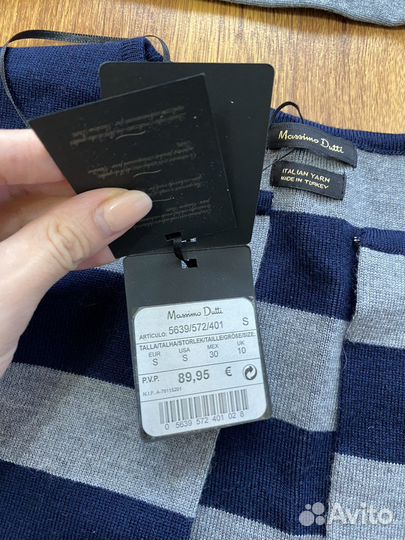 Massimo Dutti
ITALIAN YARN
MADE IN TURKEY
Massimo Dutti
ARTICULO: 5639/572/401 S
TALLA/TALHA/STORLEK/TAILLE/GRÖSSE/SIZE
EUR USA MEX UK
S S 30 10
P.V.P. 89,95 €
N.I.F. A-78115201
0 5639 572 401 02 8
Avito